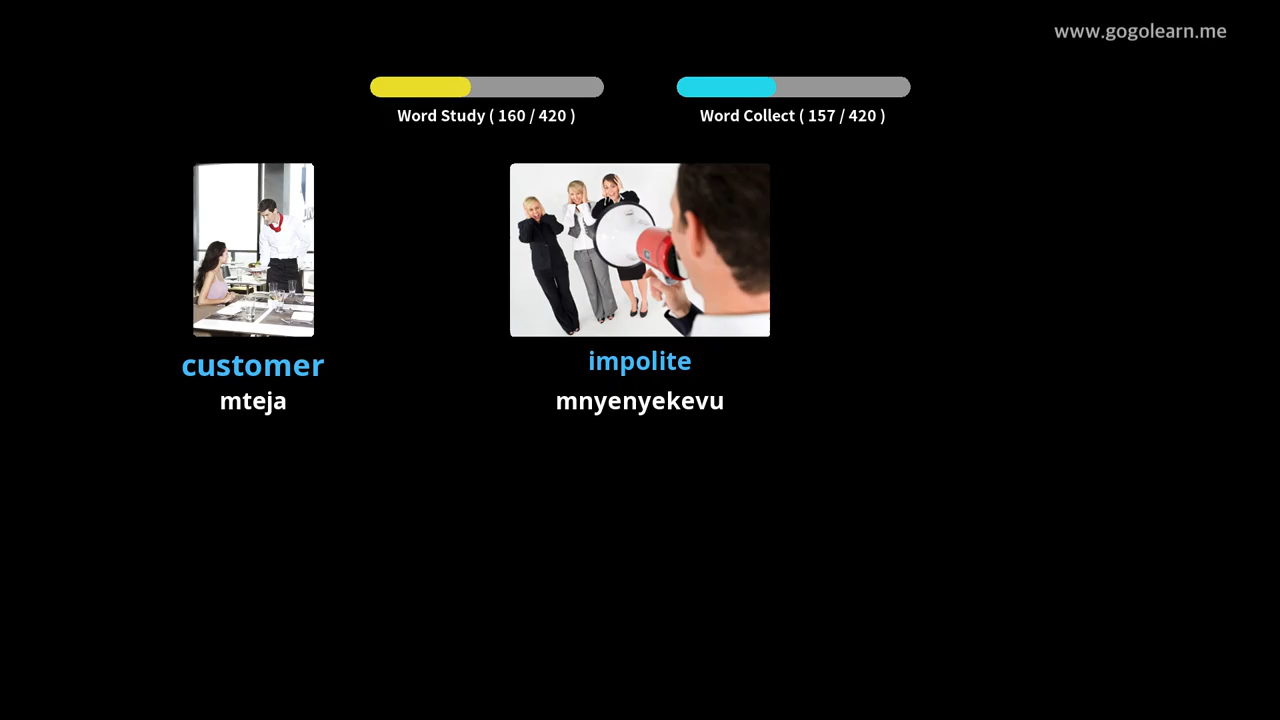 www.gogolearn.me
Word Study ( 160 / 420 )
Word Collect ( 157 / 420 )
customer
mteja
impolite
mnyenyekevu